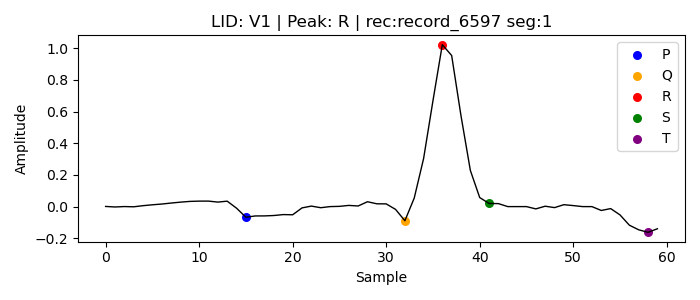 LID: V1 | Peak: R | rec:record_6597 seg:1
1.0
0.8
0.6
0.4
0.2
0.0
−0.2
Amplitude
0 10 20 30 40 50 60
Sample
P
Q
R
S
T